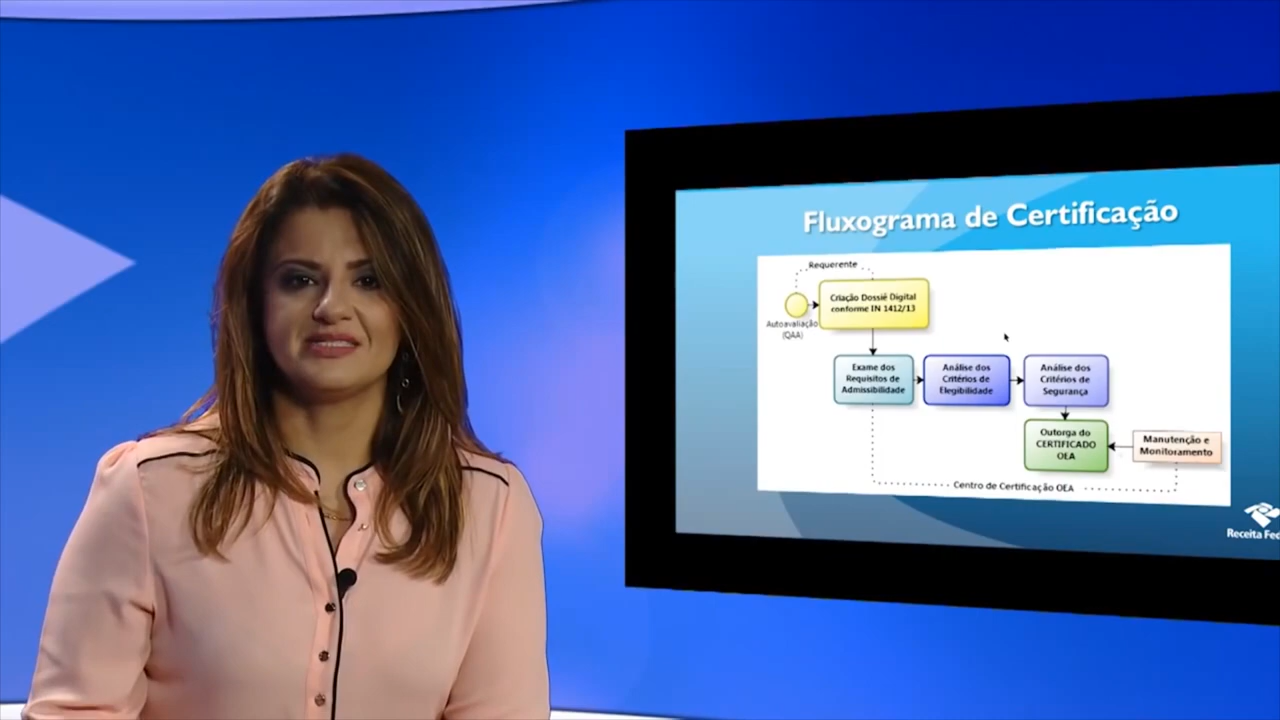 Fluxograma de Certificação
Requerente
Criação Dossiê Digital
conforme IN 1412/13
Autoavaliação
(QAA)
Exame dos
Requisitos de
Admissibilidade
Análise dos
Critérios de
Elegibilidade
Análise dos
Critérios de
Segurança
Outorga do
CERTIFICADO
OEA
Manutenção e
Monitoramento
Centro de Certificação OEA
Receita Fed